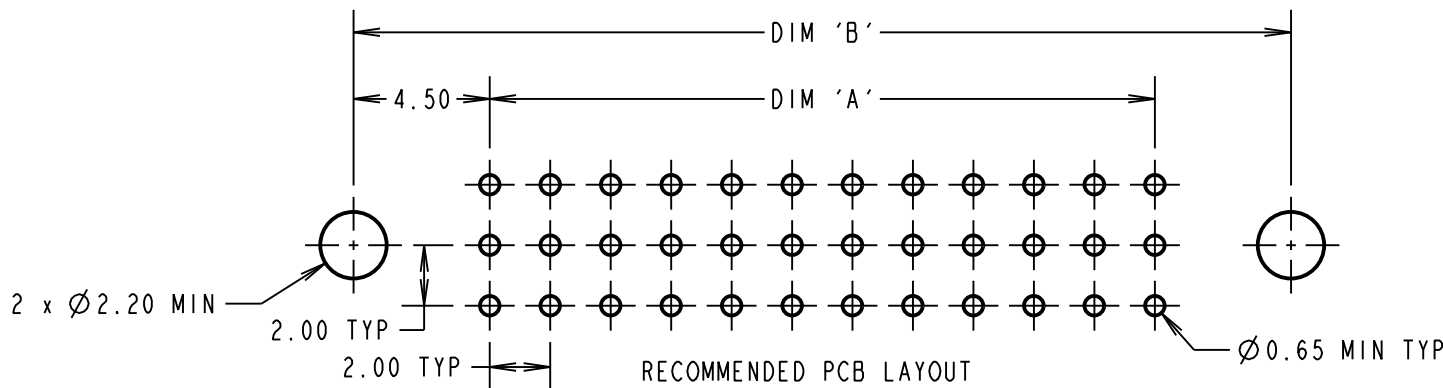 DIM 'B'
4.50
DIM 'A'
2 x Ø2.20 MIN
2.00 TYP
2.00 TYP
RECOMMENDED PCB LAYOUT
Ø0.65 MIN TYP